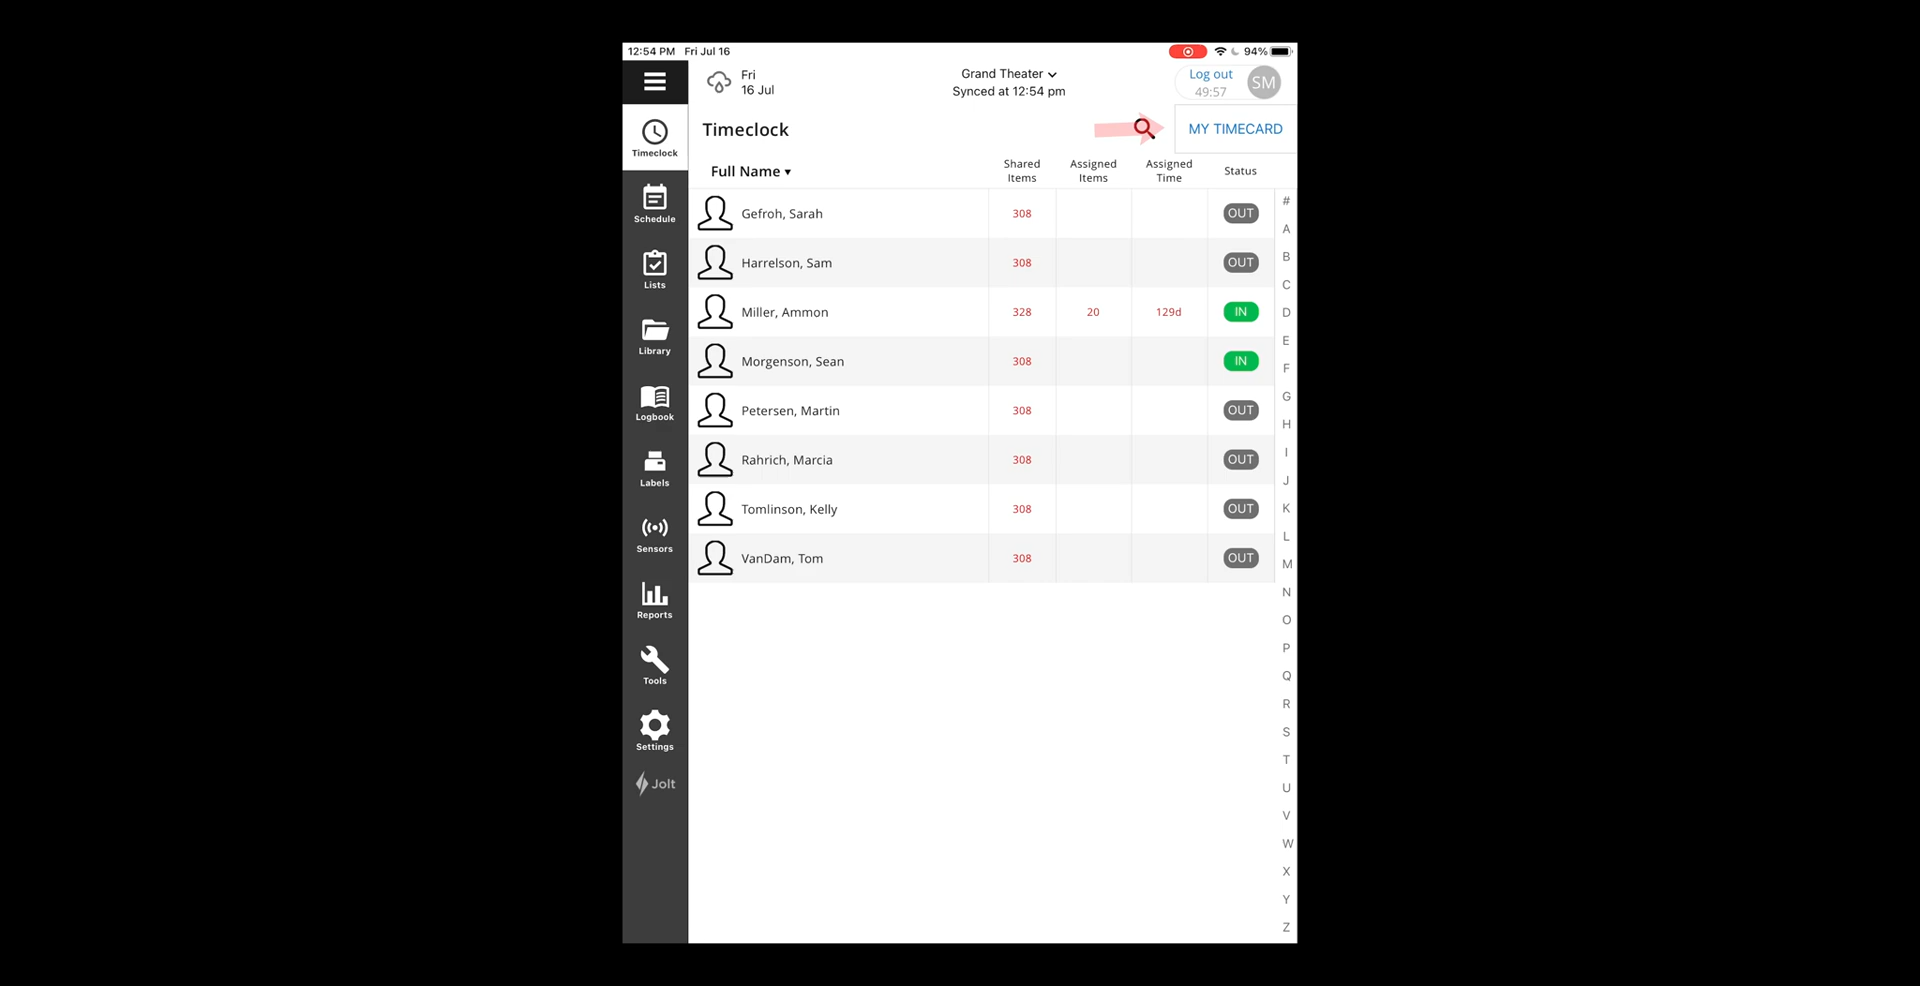 12:54 PM Fri Jul 16
94%
Fri
16 Jul
Grand Theater
Synced at 12:54 pm
Log out
49:57
SM
Timeclock
MY TIMECARD
Full Name ▾
Shared Items
Assigned Items
Assigned Time
Status
Gefroh, Sarah 308 OUT
Harrelson, Sam 308 OUT
Miller, Ammon 328 20 129d IN
Morgenson, Sean 308 IN
Petersen, Martin 308 OUT
Rahrich, Marcia 308 OUT
Tomlinson, Kelly 308 OUT
VanDam, Tom 308 OUT
Timeclock
Schedule
Lists
Library
Logbook
Labels
Sensors
Reports
Tools
Settings
Jolt
#
A
B
C
D
E
F
G
H
I
J
K
L
M
N
O
P
Q
R
S
T
U
V
W
X
Y
Z